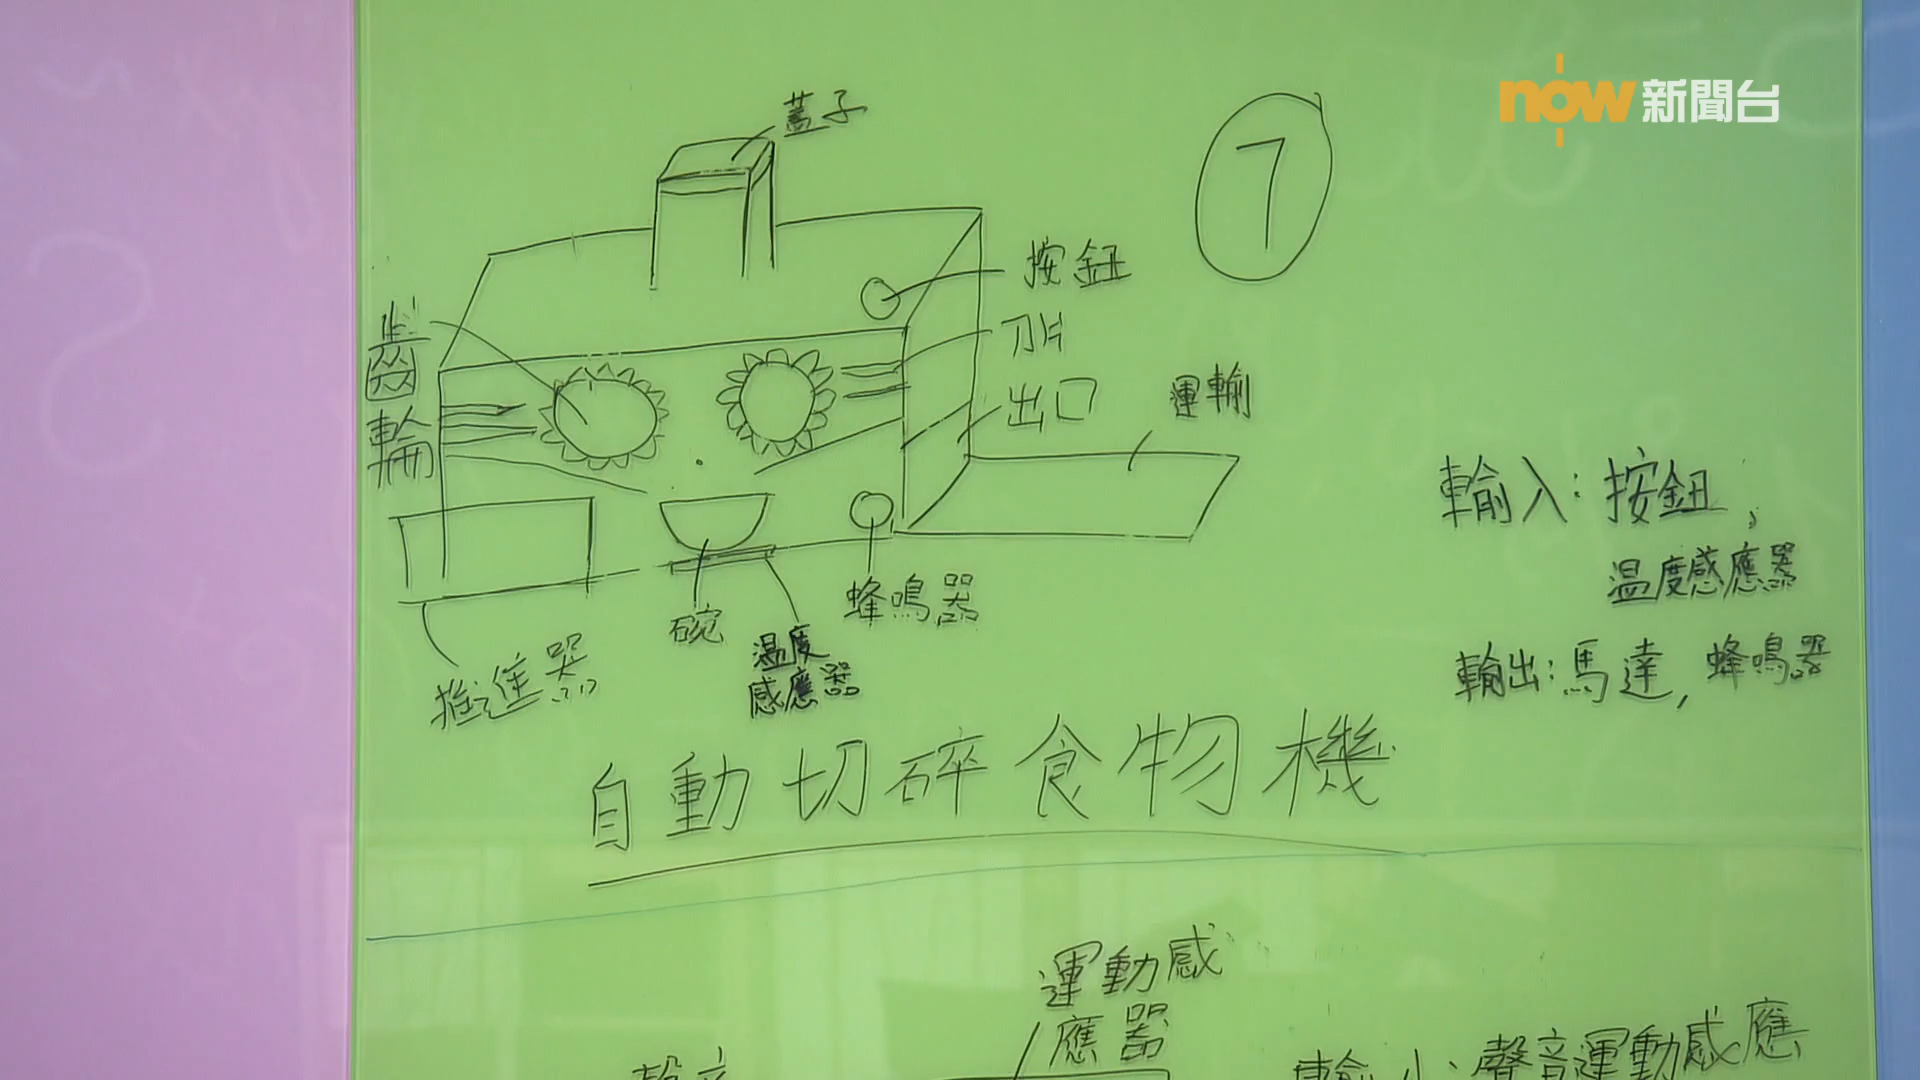 now 新聞台
7
蓋子
按鈕
刀片
出口
運輸
齒輪
推進器
碗
溫度
感應器
蜂鳴器
輸入：按鈕，
溫度感應器
輸出：馬達，蜂鳴器
自動切碎食物機
運動感
應器
聲音運動感應